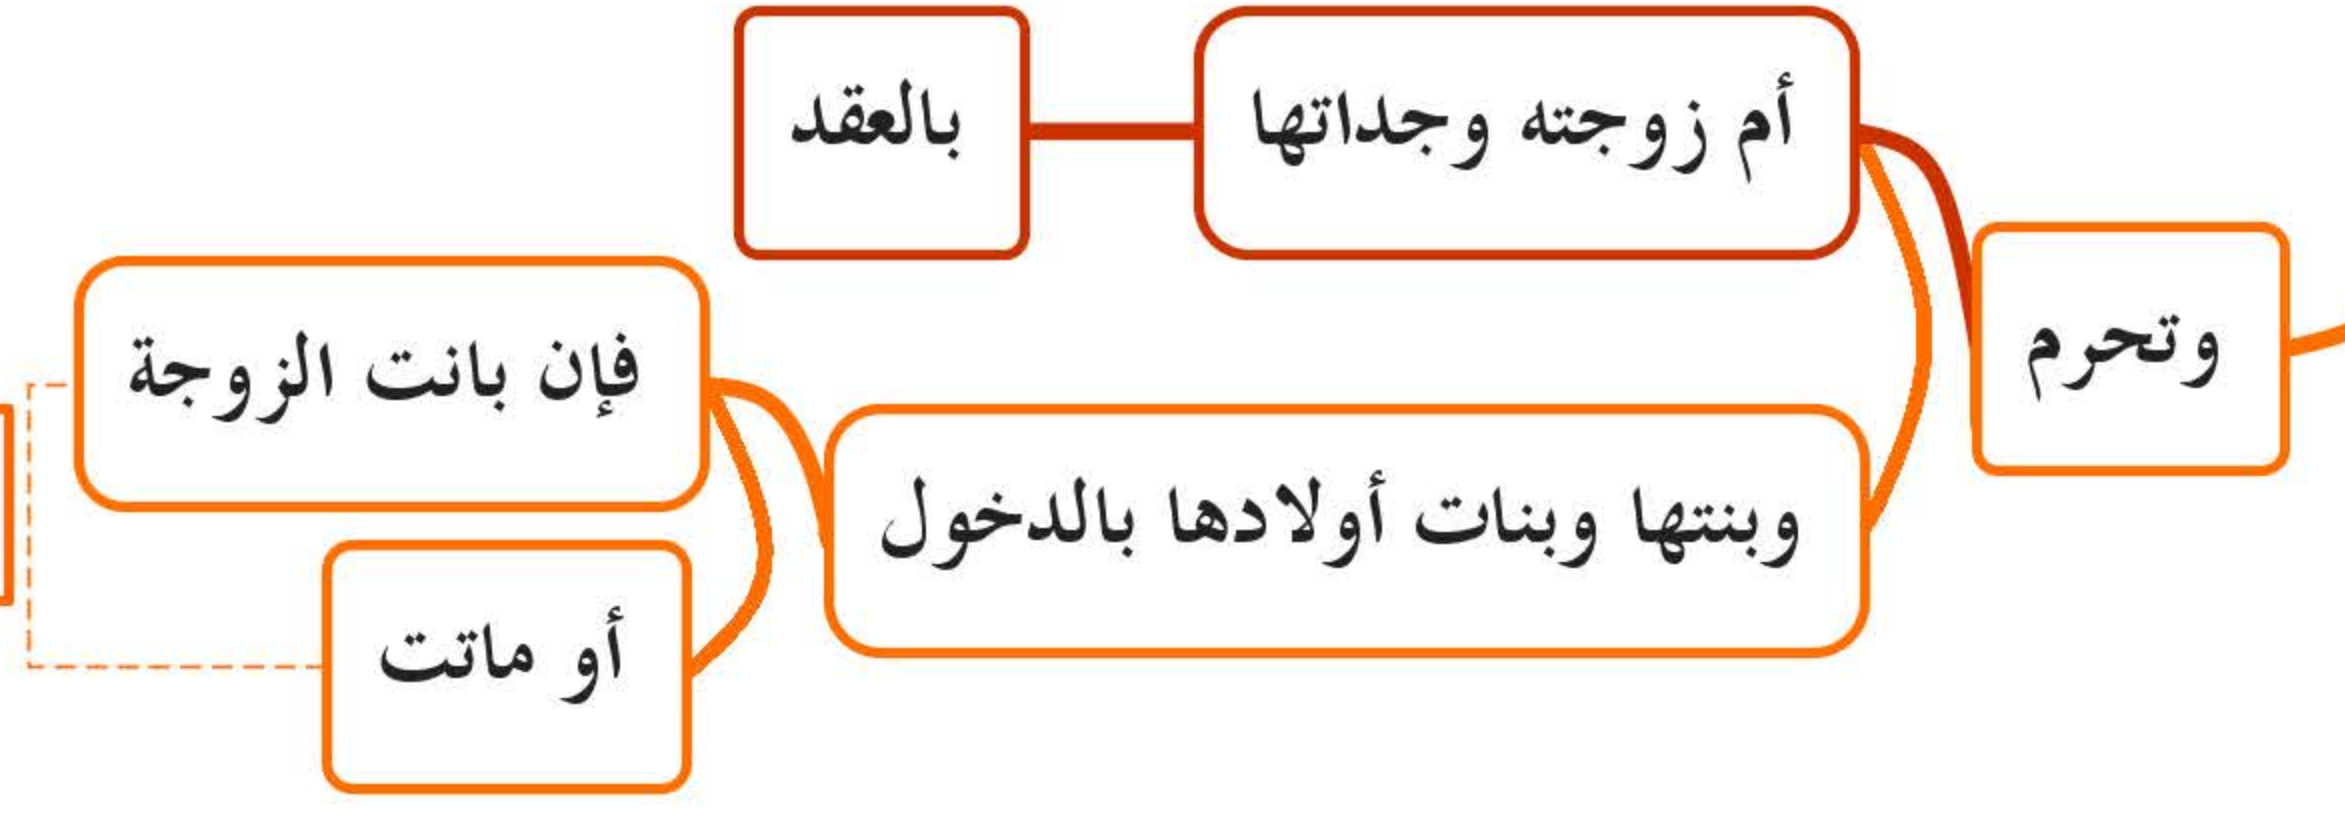 وتحرم
أم زوجته وجداتها
بالعقد
وبنتها وبنات أولادها بالدخول
فإن بانت الزوجة
أو ماتت